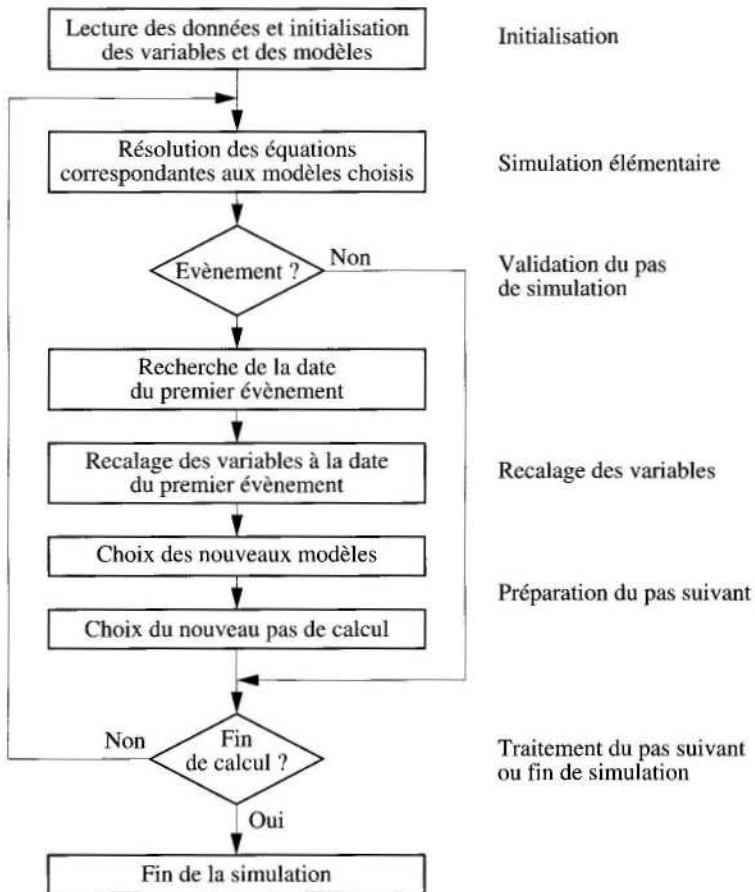 Lecture des données et initialisation
des variables et des modèles
Initialisation
Résolution des équations
correspondantes aux modèles choisis
Simulation élémentaire
Evènement ?
Non
Validation du pas
de simulation
Recherche de la date
du premier évènement
Recalage des variables à la date
du premier évènement
Recalage des variables
Choix des nouveaux modèles
Préparation du pas suivant
Choix du nouveau pas de calcul
Non
Fin
de calcul ?
Traitement du pas suivant
ou fin de simulation
Oui
Fin de la simulation